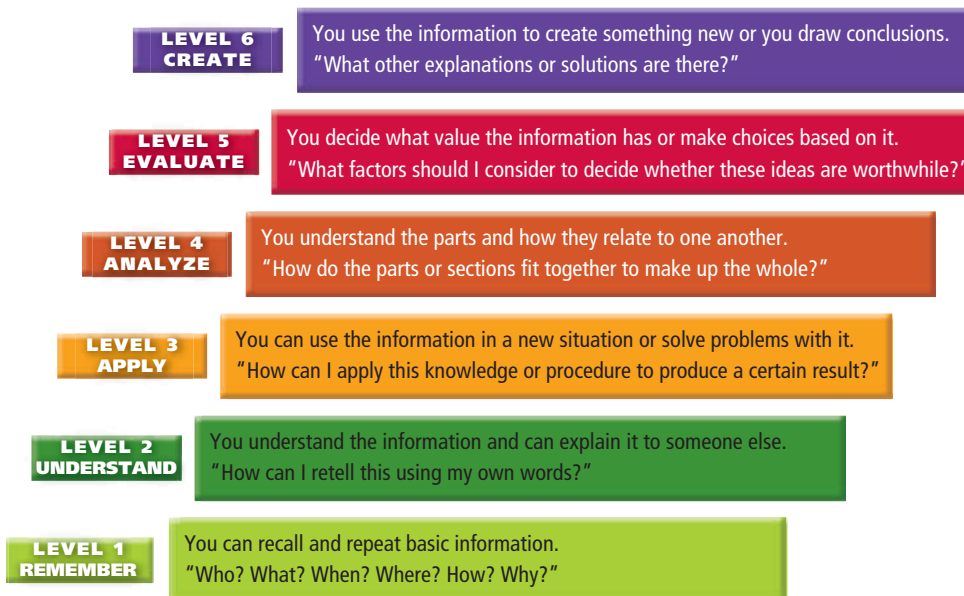 LEVEL 6
CREATE
You use the information to create something new or you draw conclusions.
“What other explanations or solutions are there?”
LEVEL 5
EVALUATE
You decide what value the information has or make choices based on it.
“What factors should I consider to decide whether these ideas are worthwhile?”
LEVEL 4
ANALYZE
You understand the parts and how they relate to one another.
“How do the parts or sections fit together to make up the whole?”
LEVEL 3
APPLY
You can use the information in a new situation or solve problems with it.
“How can I apply this knowledge or procedure to produce a certain result?”
LEVEL 2
UNDERSTAND
You understand the information and can explain it to someone else.
“How can I retell this using my own words?”
LEVEL 1
REMEMBER
You can recall and repeat basic information.
“Who? What? When? Where? How? Why?”